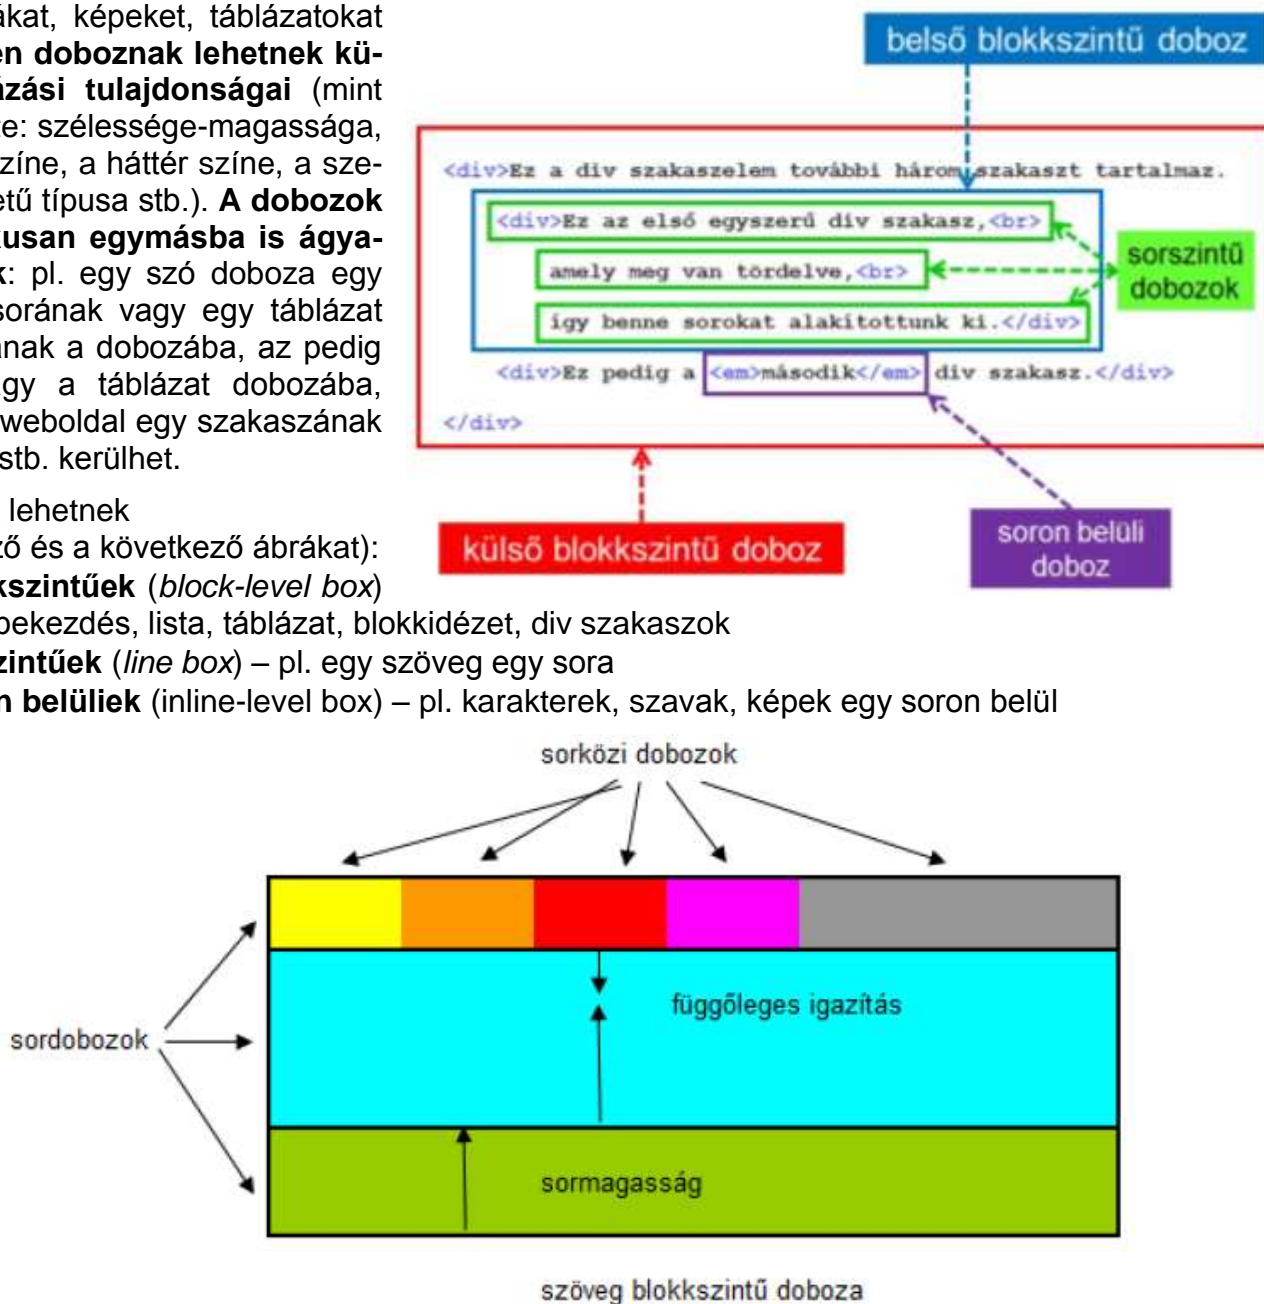 ákat, képeket, táblázatokat
en doboznak lehetnek kü-
ázási tulajdonságai (mint
te: szélessége-magassága,
színe, a háttér színe, a sze-
etű típusa stb.). A dobozok
kusan egymásba is ágya-
k: pl. egy szó doboza egy
sorának vagy egy táblázat
ának a dobozába, az pedig
agy a táblázat dobozába,
weboldal egy szakaszának
stb. kerülhet.
belső blokkszintű doboz
<div>Ez a div szakaszelem további három szakaszt tartalmaz.
<div>Ez az első egyszerű div szakasz,<br>
amely meg van tördelve,<br>
így benne sorokat alakítottunk ki.</div>
<div>Ez pedig a <em>második</em> div szakasz.</div>
</div>
sorszintű
dobozok
külső blokkszintű doboz
soron belüli
doboz
lehetnek
ző és a következő ábrákat):
kszintűek (block-level box)
bekezdés, lista, táblázat, blokkidézet, div szakaszok
zintűek (line box) – pl. egy szöveg egy sora
n belüliek (inline-level box) – pl. karakterek, szavak, képek egy soron belül
sorközi dobozok
függőleges igazítás
sordobozok
sormagasság
szöveg blokkszintű doboza